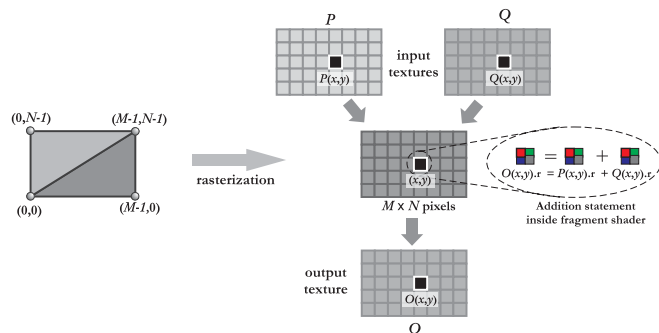 P
Q
input
textures
P(x,y)
Q(x,y)
(0,N-1)
(M-1,N-1)
rasterization
(0,0)
(M-1,0)
(x,y)
M × N pixels
= +
O(x,y).r = P(x,y).r + Q(x,y).r
Addition statement
inside fragment shader
output
texture
O(x,y)
O